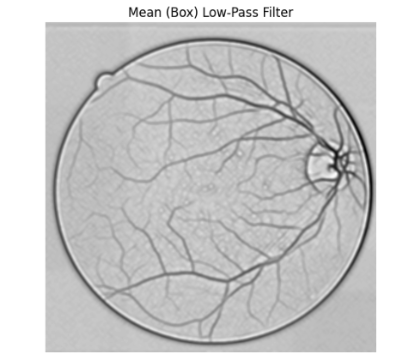 Mean (Box) Low-Pass Filter